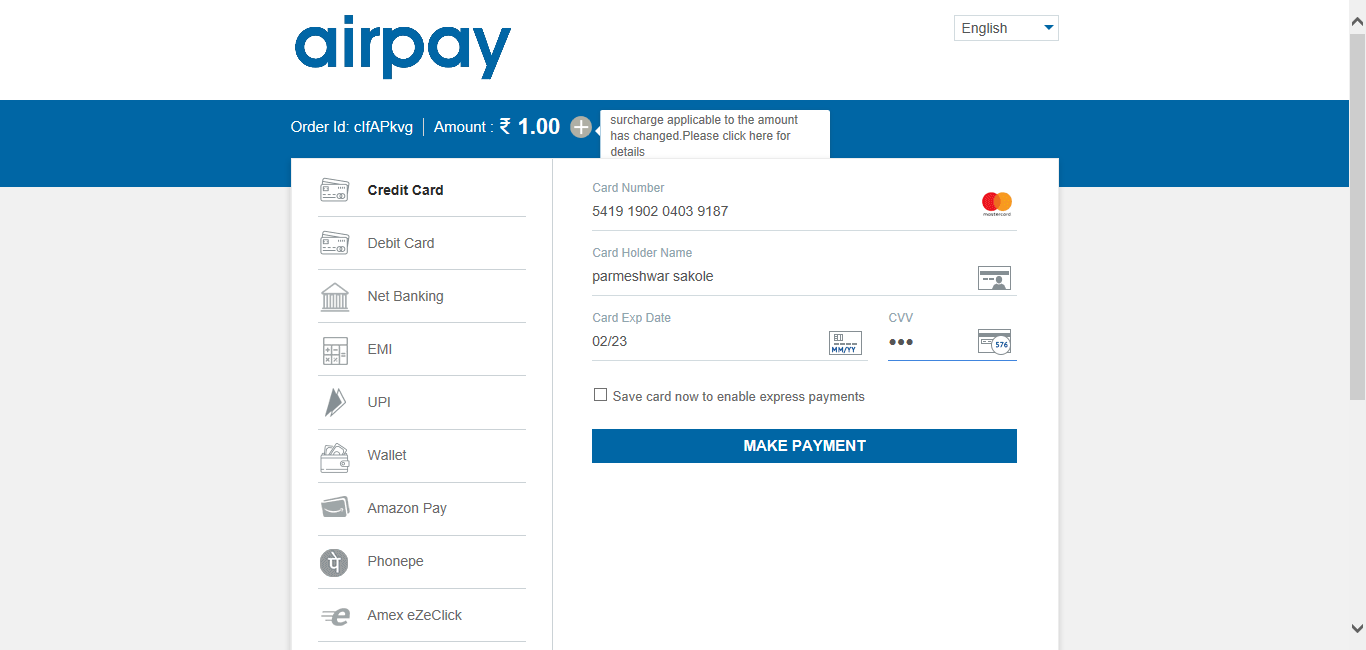 airpay
English
Order Id: cIfAPkvg
Amount : ₹ 1.00
surcharge applicable to the amount
has changed.Please click here for
details
Credit Card
Debit Card
Net Banking
EMI
UPI
Wallet
Amazon Pay
पे
Phonepe
e
Amex eZeClick
Card Number
5419 1902 0403 9187
mastercard
Card Holder Name
parmeshwar sakole
Card Exp Date
02/23
MM/YY
CVV
•••
576
Save card now to enable express payments
MAKE PAYMENT